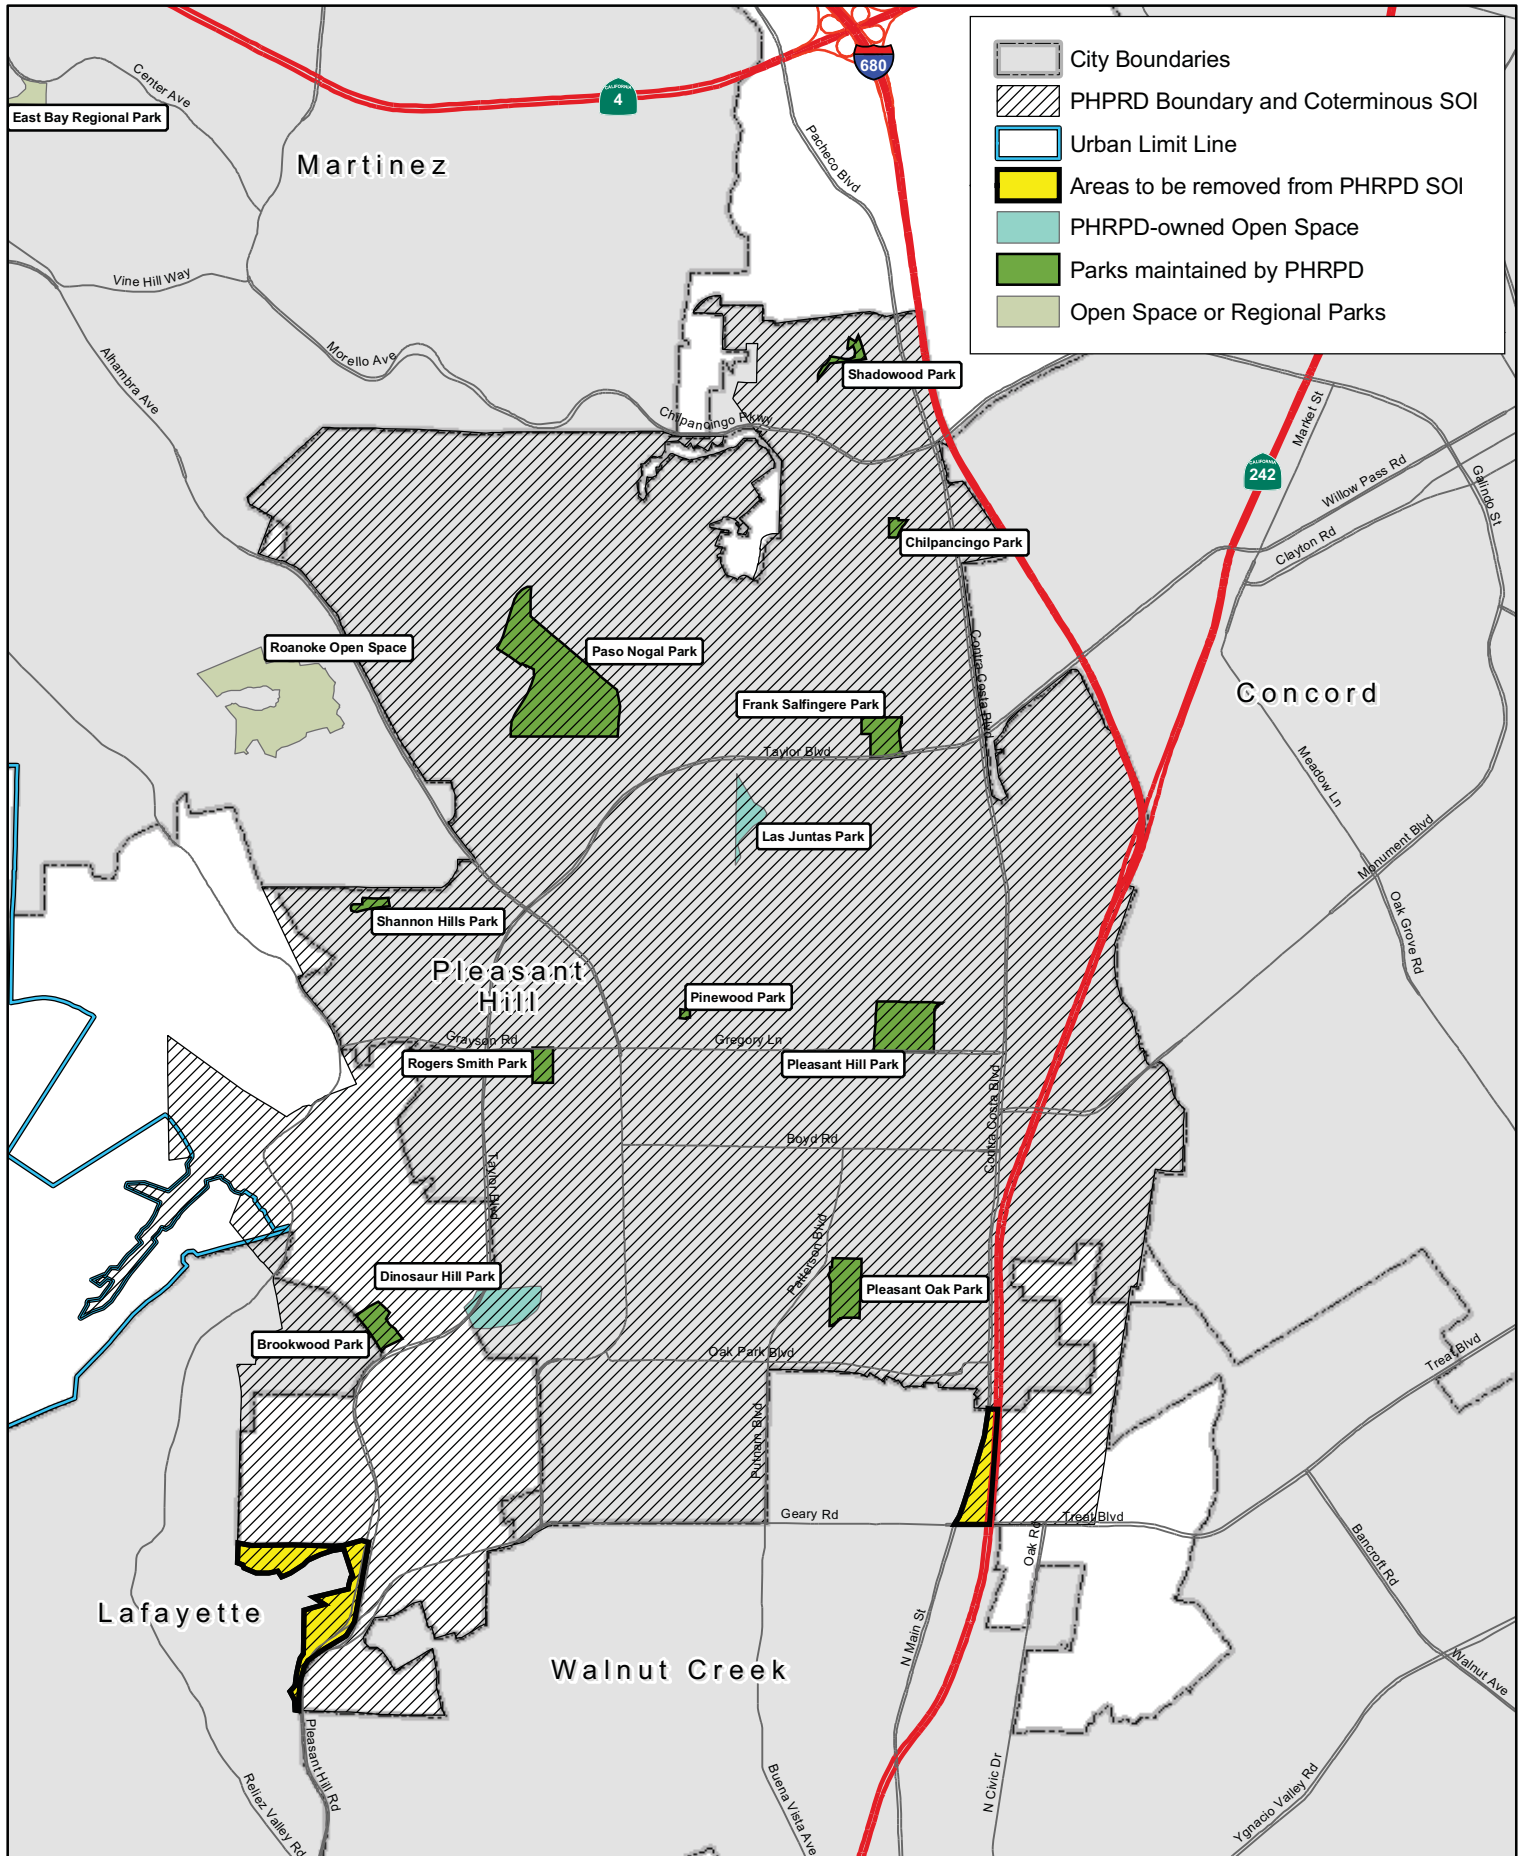 680
City Boundaries
PHPRD Boundary and Coterminous SOI
Urban Limit Line
Areas to be removed from PHRPD SOI
PHRPD-owned Open Space
Parks maintained by PHRPD
Open Space or Regional Parks
Center Ave
CALIFORNIA
4
East Bay Regional Park
Martinez
Pacheco Blvd
Vine Hill Way
Morello Ave
Alhambra Ave
Shadowood Park
Chilpancingo Pkwy
Market St
CALIFORNIA
242
Willow Pass Rd
Galindo St
Clayton Rd
Chilpancingo Park
Roanoke Open Space
Paso Nogal Park
Contra Costa Blvd
Concord
Frank Salfingere Park
Taylor Blvd
Meadow Ln
Las Juntas Park
Monument Blvd
Shannon Hills Park
Oak Grove Rd
Pleasant
Hill
Pinewood Park
Grayson Rd
Gregory Ln
Rogers Smith Park
Pleasant Hill Park
Contra Costa Blvd
Boyd Rd
Taylor Blvd
Patterson Blvd
Dinosaur Hill Park
Pleasant Oak Park
Brookwood Park
Oak Park Blvd
Treat Blvd
Putnam Blvd
Geary Rd
Treat Blvd
Oak Rd
Bancroft Rd
Lafayette
N Main St
Walnut Creek
Walnut Ave
Pleasant Hill Rd
Reliez Valley Rd
Buena Vista Ave
N Civic Dr
Ygnacio Valley Rd